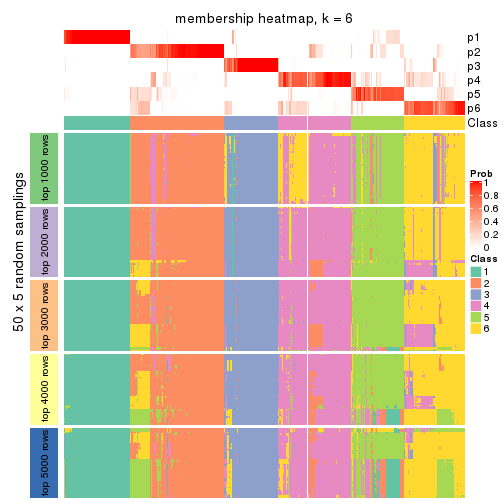 membership heatmap, k = 6
p1
p2
p3
p4
p5
p6
Class
50 x 5 random samplings
top 1000 rows
top 2000 rows
top 3000 rows
top 4000 rows
top 5000 rows
Prob
1
0.8
0.6
0.4
0.2
0
Class
1
2
3
4
5
6